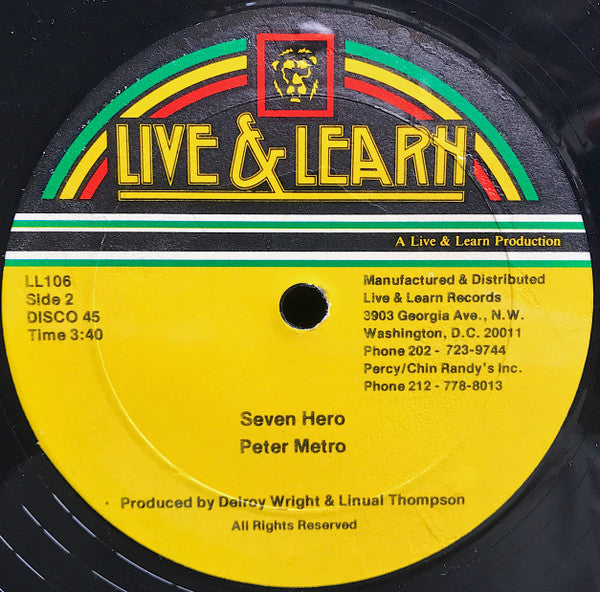 LIVE & LEARN
A Live & Learn Production
LL106
Side 2
DISCO 45
Time 3:40
Manufactured & Distributed
Live & Learn Records
3903 Georgia Ave., N.W.
Washington, D.C. 20011
Phone 202 - 723-9744
Percy/Chin Randy's Inc.
Phone 212 - 778-8013
Seven Hero
Peter Metro
Produced by Delroy Wright & Linual Thompson
All Rights Reserved